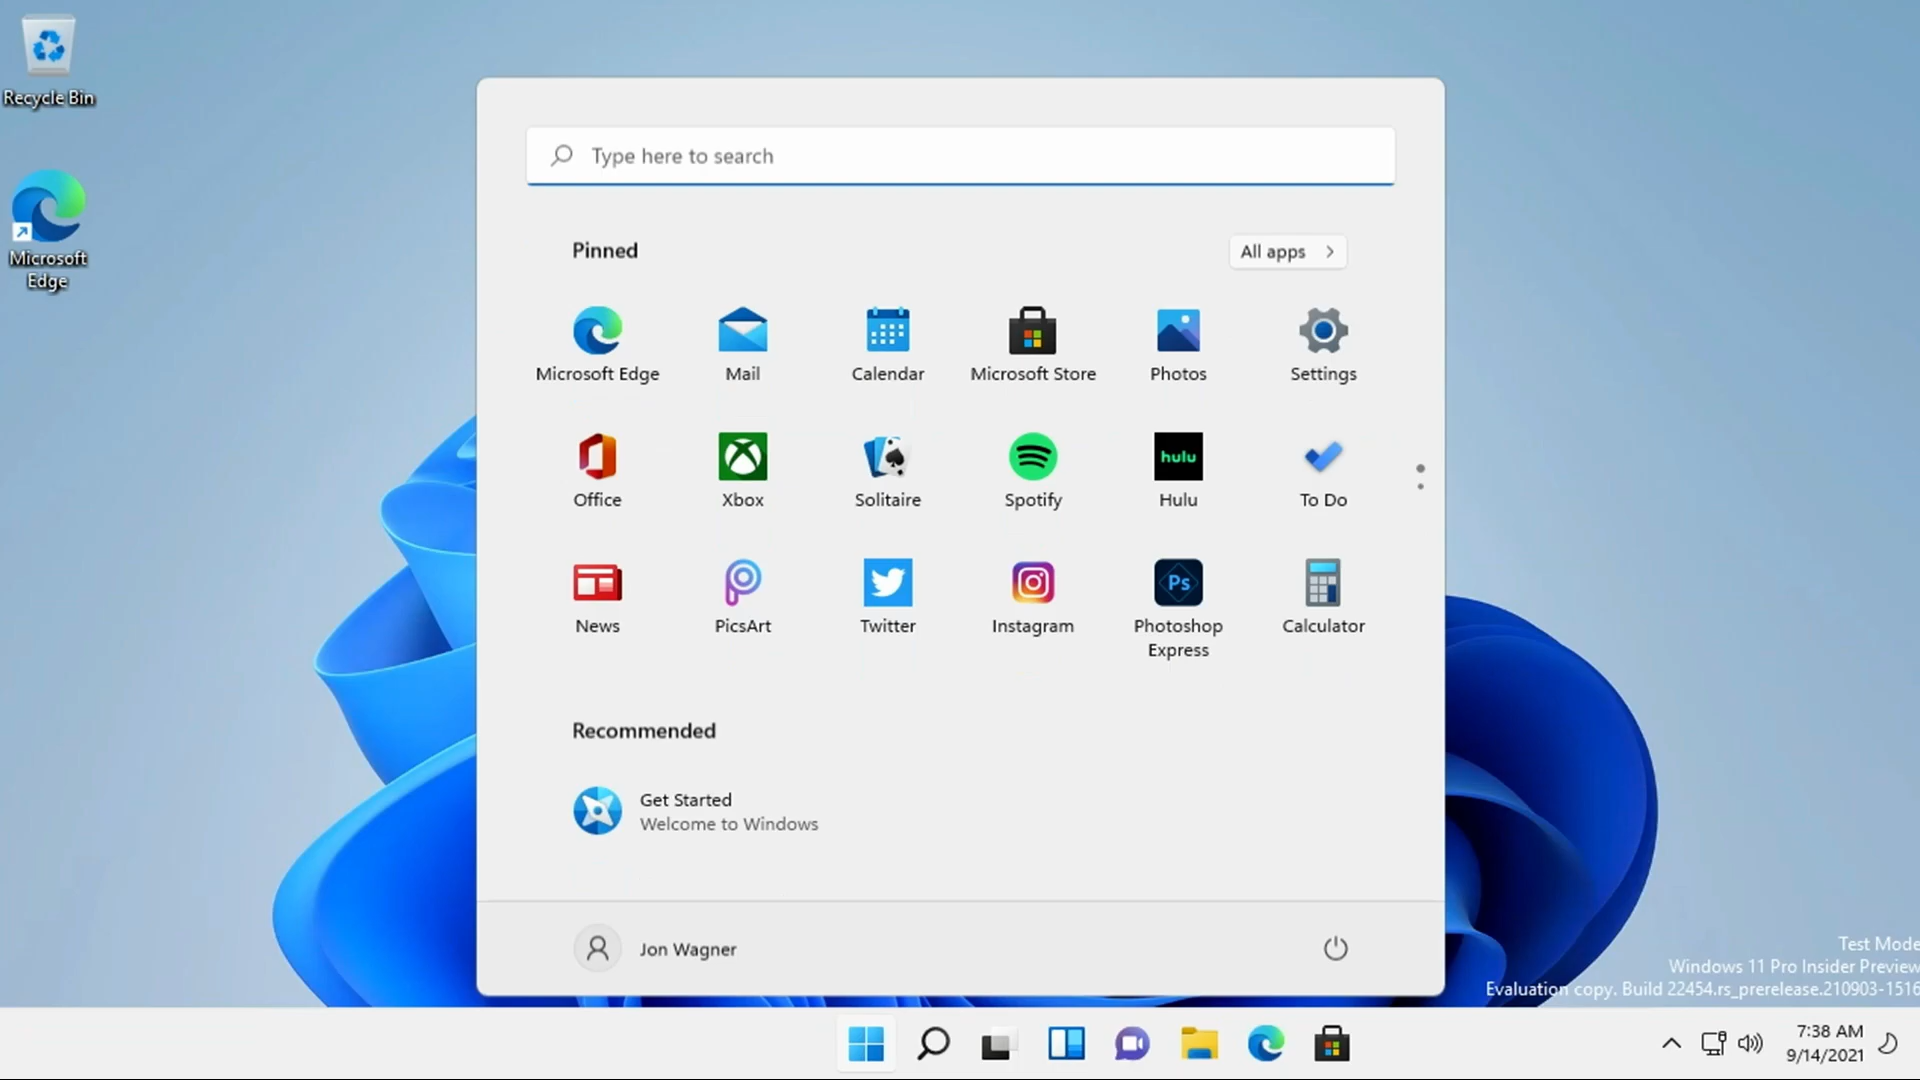 Recycle Bin
Microsoft
Edge
Type here to search
Pinned
All apps
Microsoft Edge
Mail
Calendar
Microsoft Store
Photos
Settings
hulu
Office
Xbox
Solitaire
Spotify
Hulu
To Do
Ps
News
PicsArt
Twitter
Instagram
Photoshop
Express
Calculator
Recommended
Get Started
Welcome to Windows
Jon Wagner
Test Mode
Windows 11 Pro Insider Preview
Evaluation copy. Build 22454.rs_prerelease.210903-1516
7:38 AM
9/14/2021